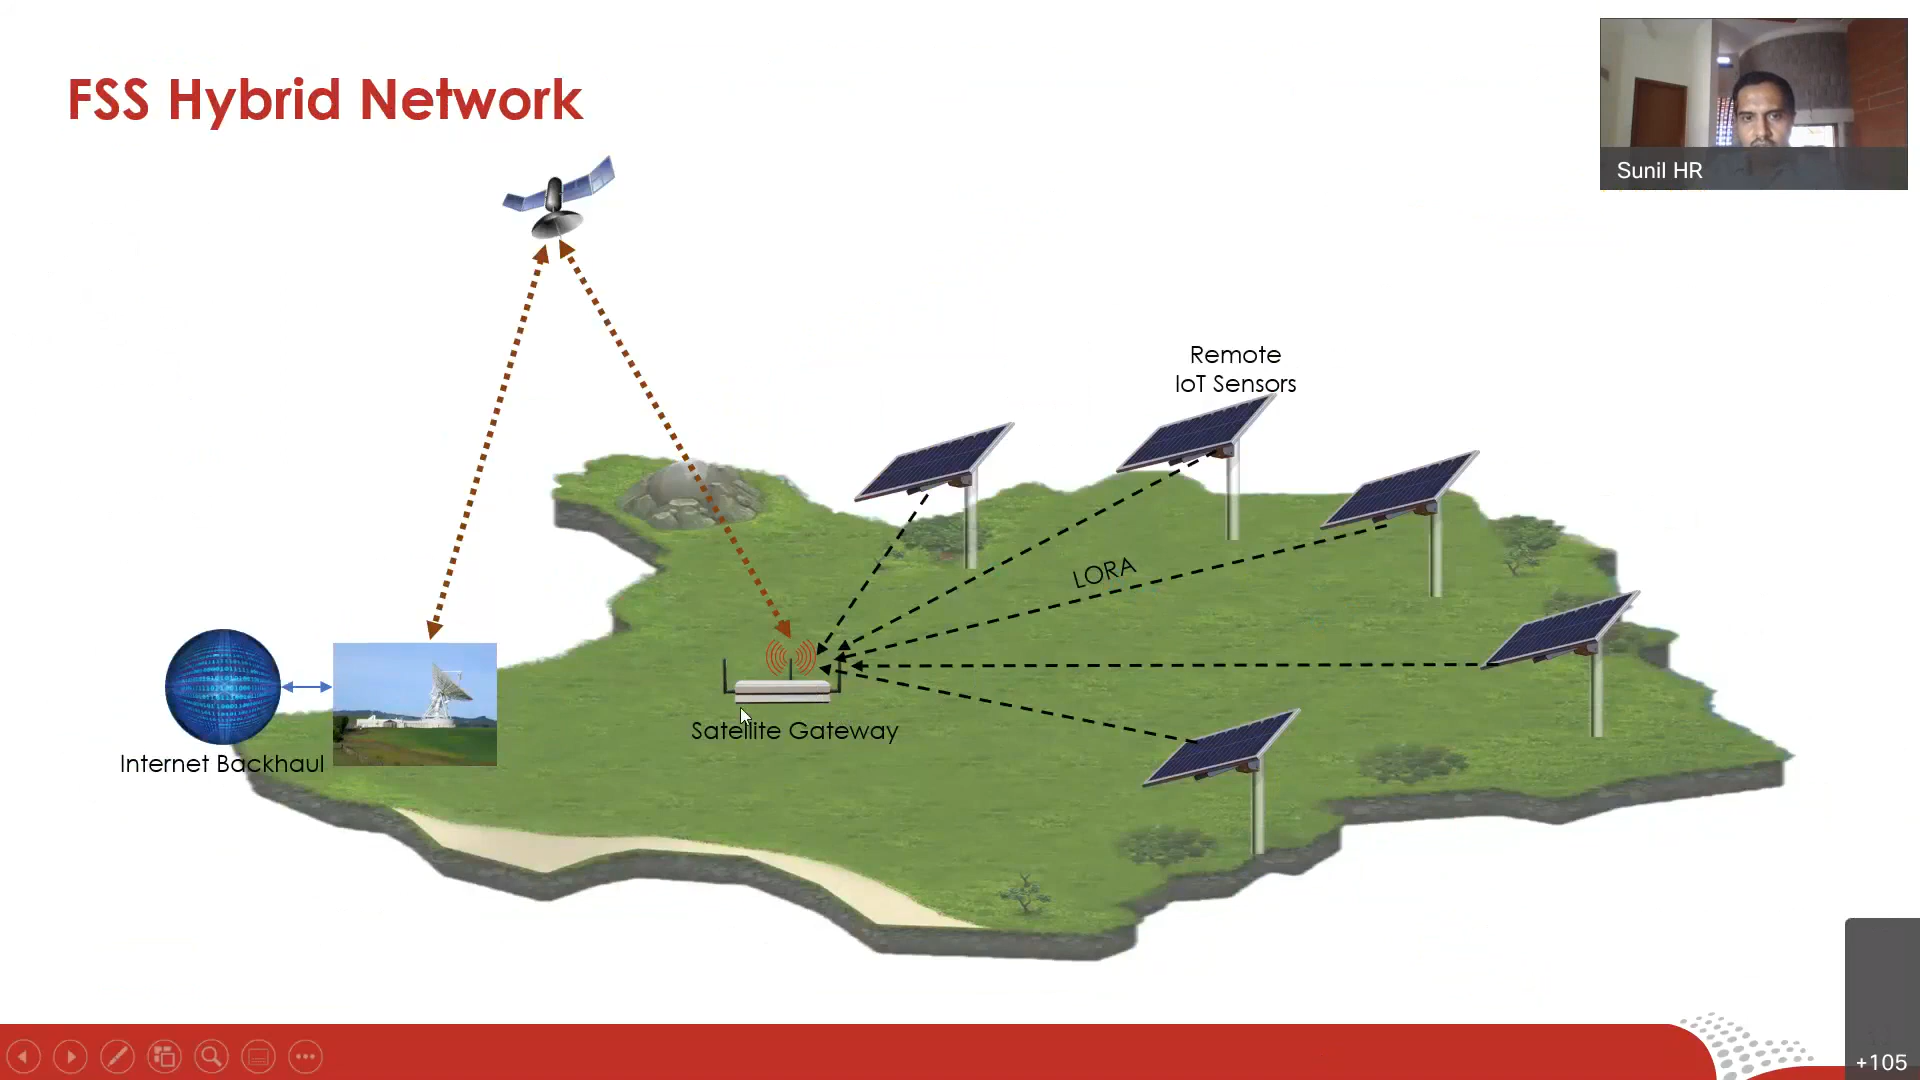 FSS Hybrid Network
Sunil HR
Remote
IoT Sensors
LORA
Satellite Gateway
Internet Backhaul
+105